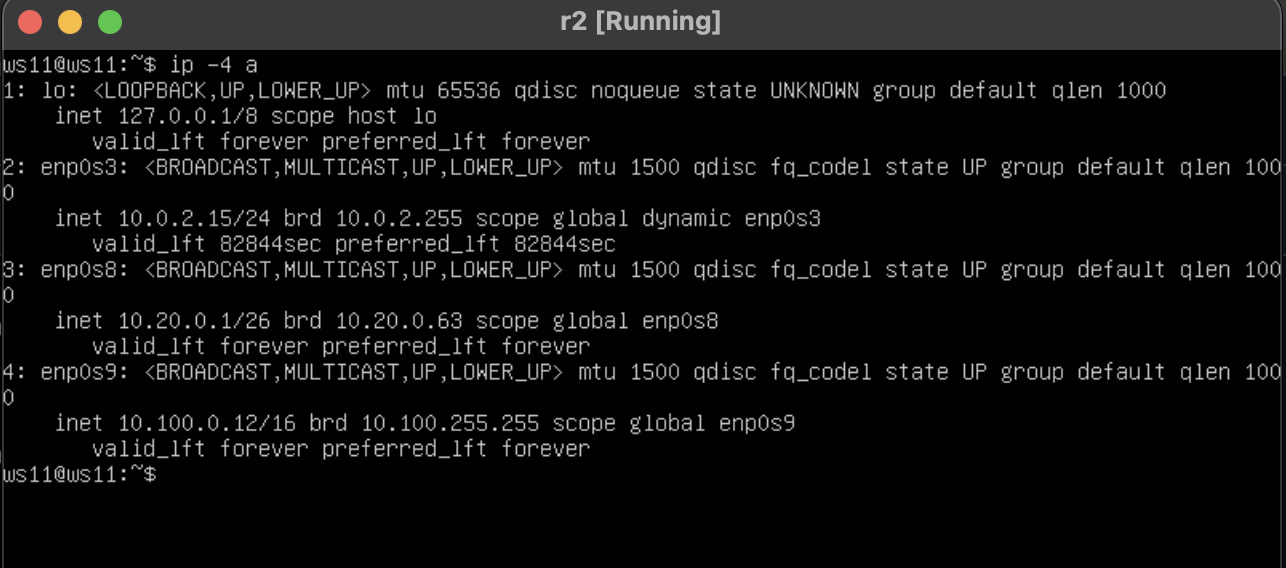 r2 [Running]
ws11@ws11:~$ ip -4 a
1: lo: <LOOPBACK,UP,LOWER_UP> mtu 65536 qdisc noqueue state UNKNOWN group default qlen 1000
    inet 127.0.0.1/8 scope host lo
       valid_lft forever preferred_lft forever
2: enp0s3: <BROADCAST,MULTICAST,UP,LOWER_UP> mtu 1500 qdisc fq_codel state UP group default qlen 100
0
    inet 10.0.2.15/24 brd 10.0.2.255 scope global dynamic enp0s3
       valid_lft 82844sec preferred_lft 82844sec
3: enp0s8: <BROADCAST,MULTICAST,UP,LOWER_UP> mtu 1500 qdisc fq_codel state UP group default qlen 100
0
    inet 10.20.0.1/26 brd 10.20.0.63 scope global enp0s8
       valid_lft forever preferred_lft forever
4: enp0s9: <BROADCAST,MULTICAST,UP,LOWER_UP> mtu 1500 qdisc fq_codel state UP group default qlen 100
0
    inet 10.100.0.12/16 brd 10.100.255.255 scope global enp0s9
       valid_lft forever preferred_lft forever
ws11@ws11:~$